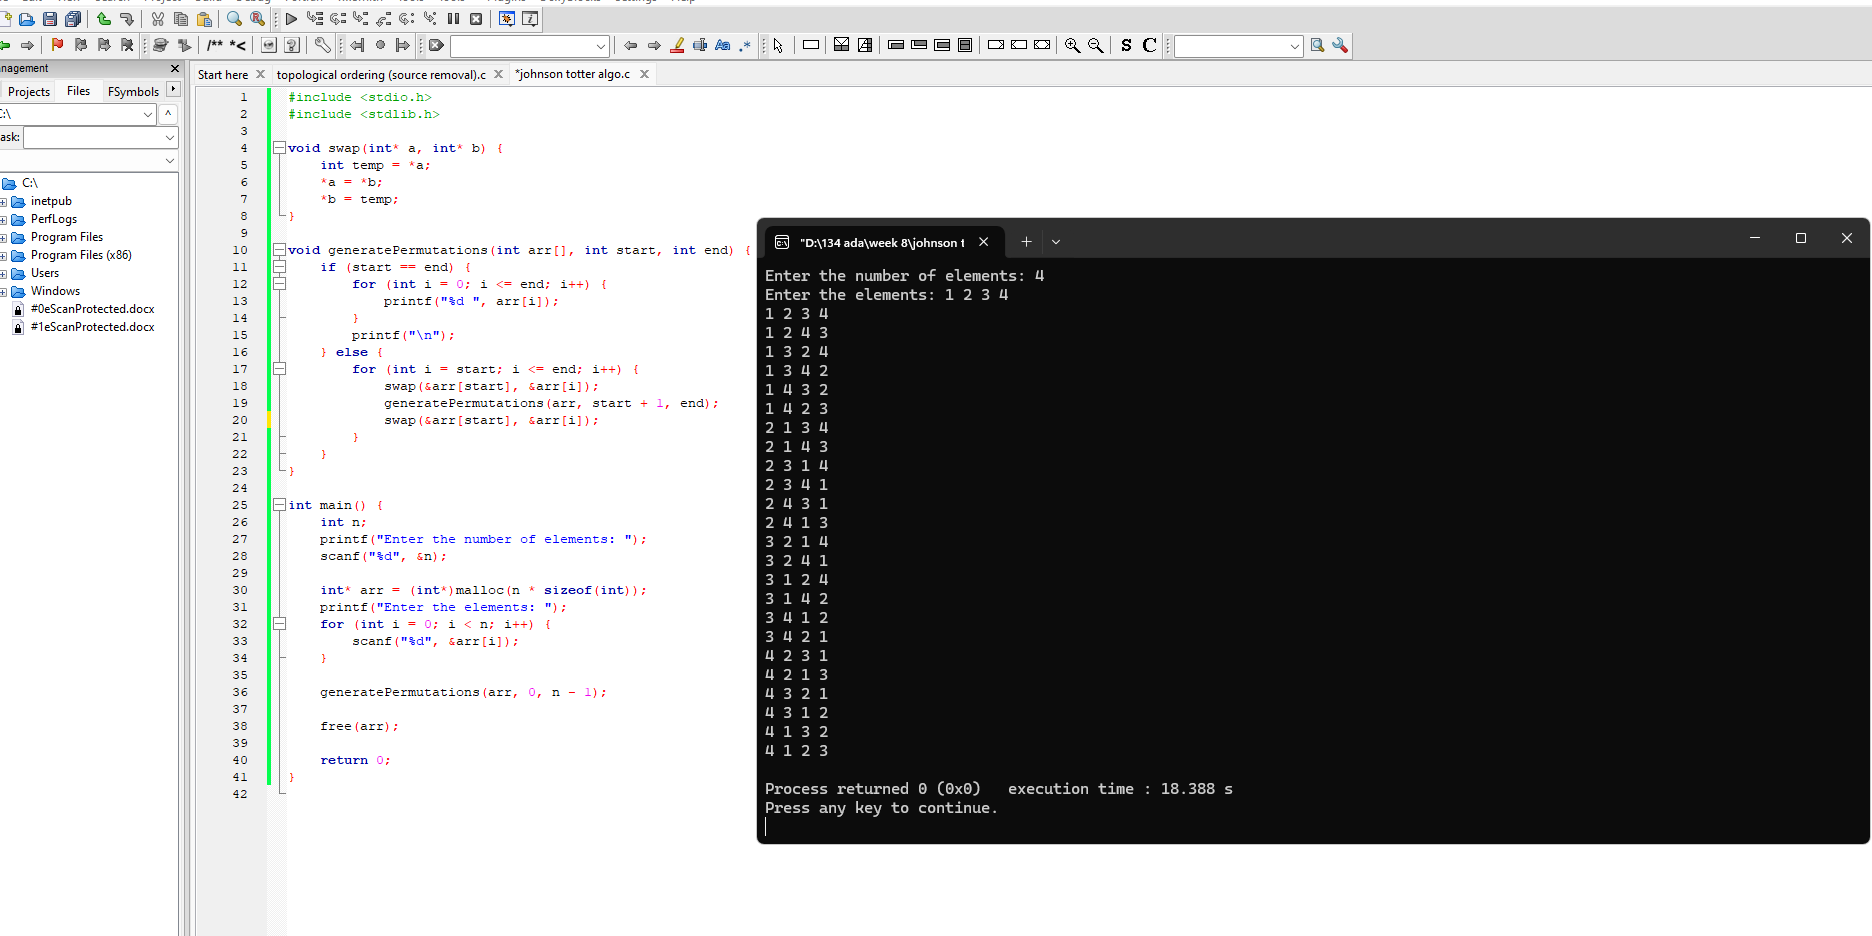 Start here
topological ordering (source removal).c
*johnson totter algo.c
Projects
Files
FSymbols
C:\
inetpub
PerfLogs
Program Files
Program Files (x86)
Users
Windows
#0eScanProtected.docx
#1eScanProtected.docx
1 #include <stdio.h>
2 #include <stdlib.h>
3
4 void swap(int* a, int* b) {
5 int temp = *a;
6 *a = *b;
7 *b = temp;
8 }
9
10 void generatePermutations(int arr[], int start, int end) {
11 if (start == end) {
12 for (int i = 0; i <= end; i++) {
13 printf("%d ", arr[i]);
14 }
15 printf("\n");
16 } else {
17 for (int i = start; i <= end; i++) {
18 swap(&arr[start], &arr[i]);
19 generatePermutations(arr, start + 1, end);
20 swap(&arr[start], &arr[i]);
21 }
22 }
23 }
24
25 int main() {
26 int n;
27 printf("Enter the number of elements: ");
28 scanf("%d", &n);
29
30 int* arr = (int*)malloc(n * sizeof(int));
31 printf("Enter the elements: ");
32 for (int i = 0; i < n; i++) {
33 scanf("%d", &arr[i]);
34 }
35
36 generatePermutations(arr, 0, n - 1);
37
38 free(arr);
39
40 return 0;
41 }
42
"D:\134 ada\week 8\johnson t
Enter the number of elements: 4
Enter the elements: 1 2 3 4
1 2 3 4
1 2 4 3
1 3 2 4
1 3 4 2
1 4 3 2
1 4 2 3
2 1 3 4
2 1 4 3
2 3 1 4
2 3 4 1
2 4 3 1
2 4 1 3
3 2 1 4
3 2 4 1
3 1 2 4
3 1 4 2
3 4 1 2
3 4 2 1
4 2 3 1
4 2 1 3
4 3 2 1
4 3 1 2
4 1 3 2
4 1 2 3
Process returned 0 (0x0) execution time : 18.388 s
Press any key to continue.